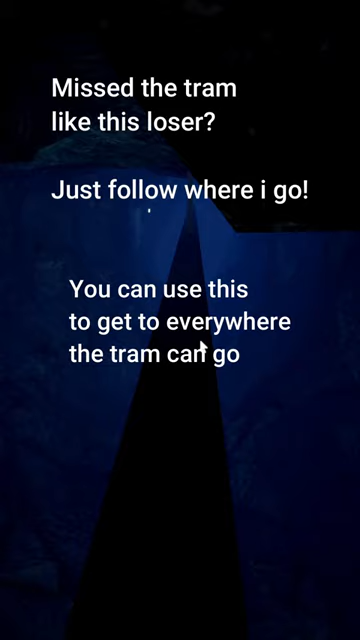 Missed the tram
like this loser?
Just follow where i go!
You can use this
to get to everywhere
the tram can go